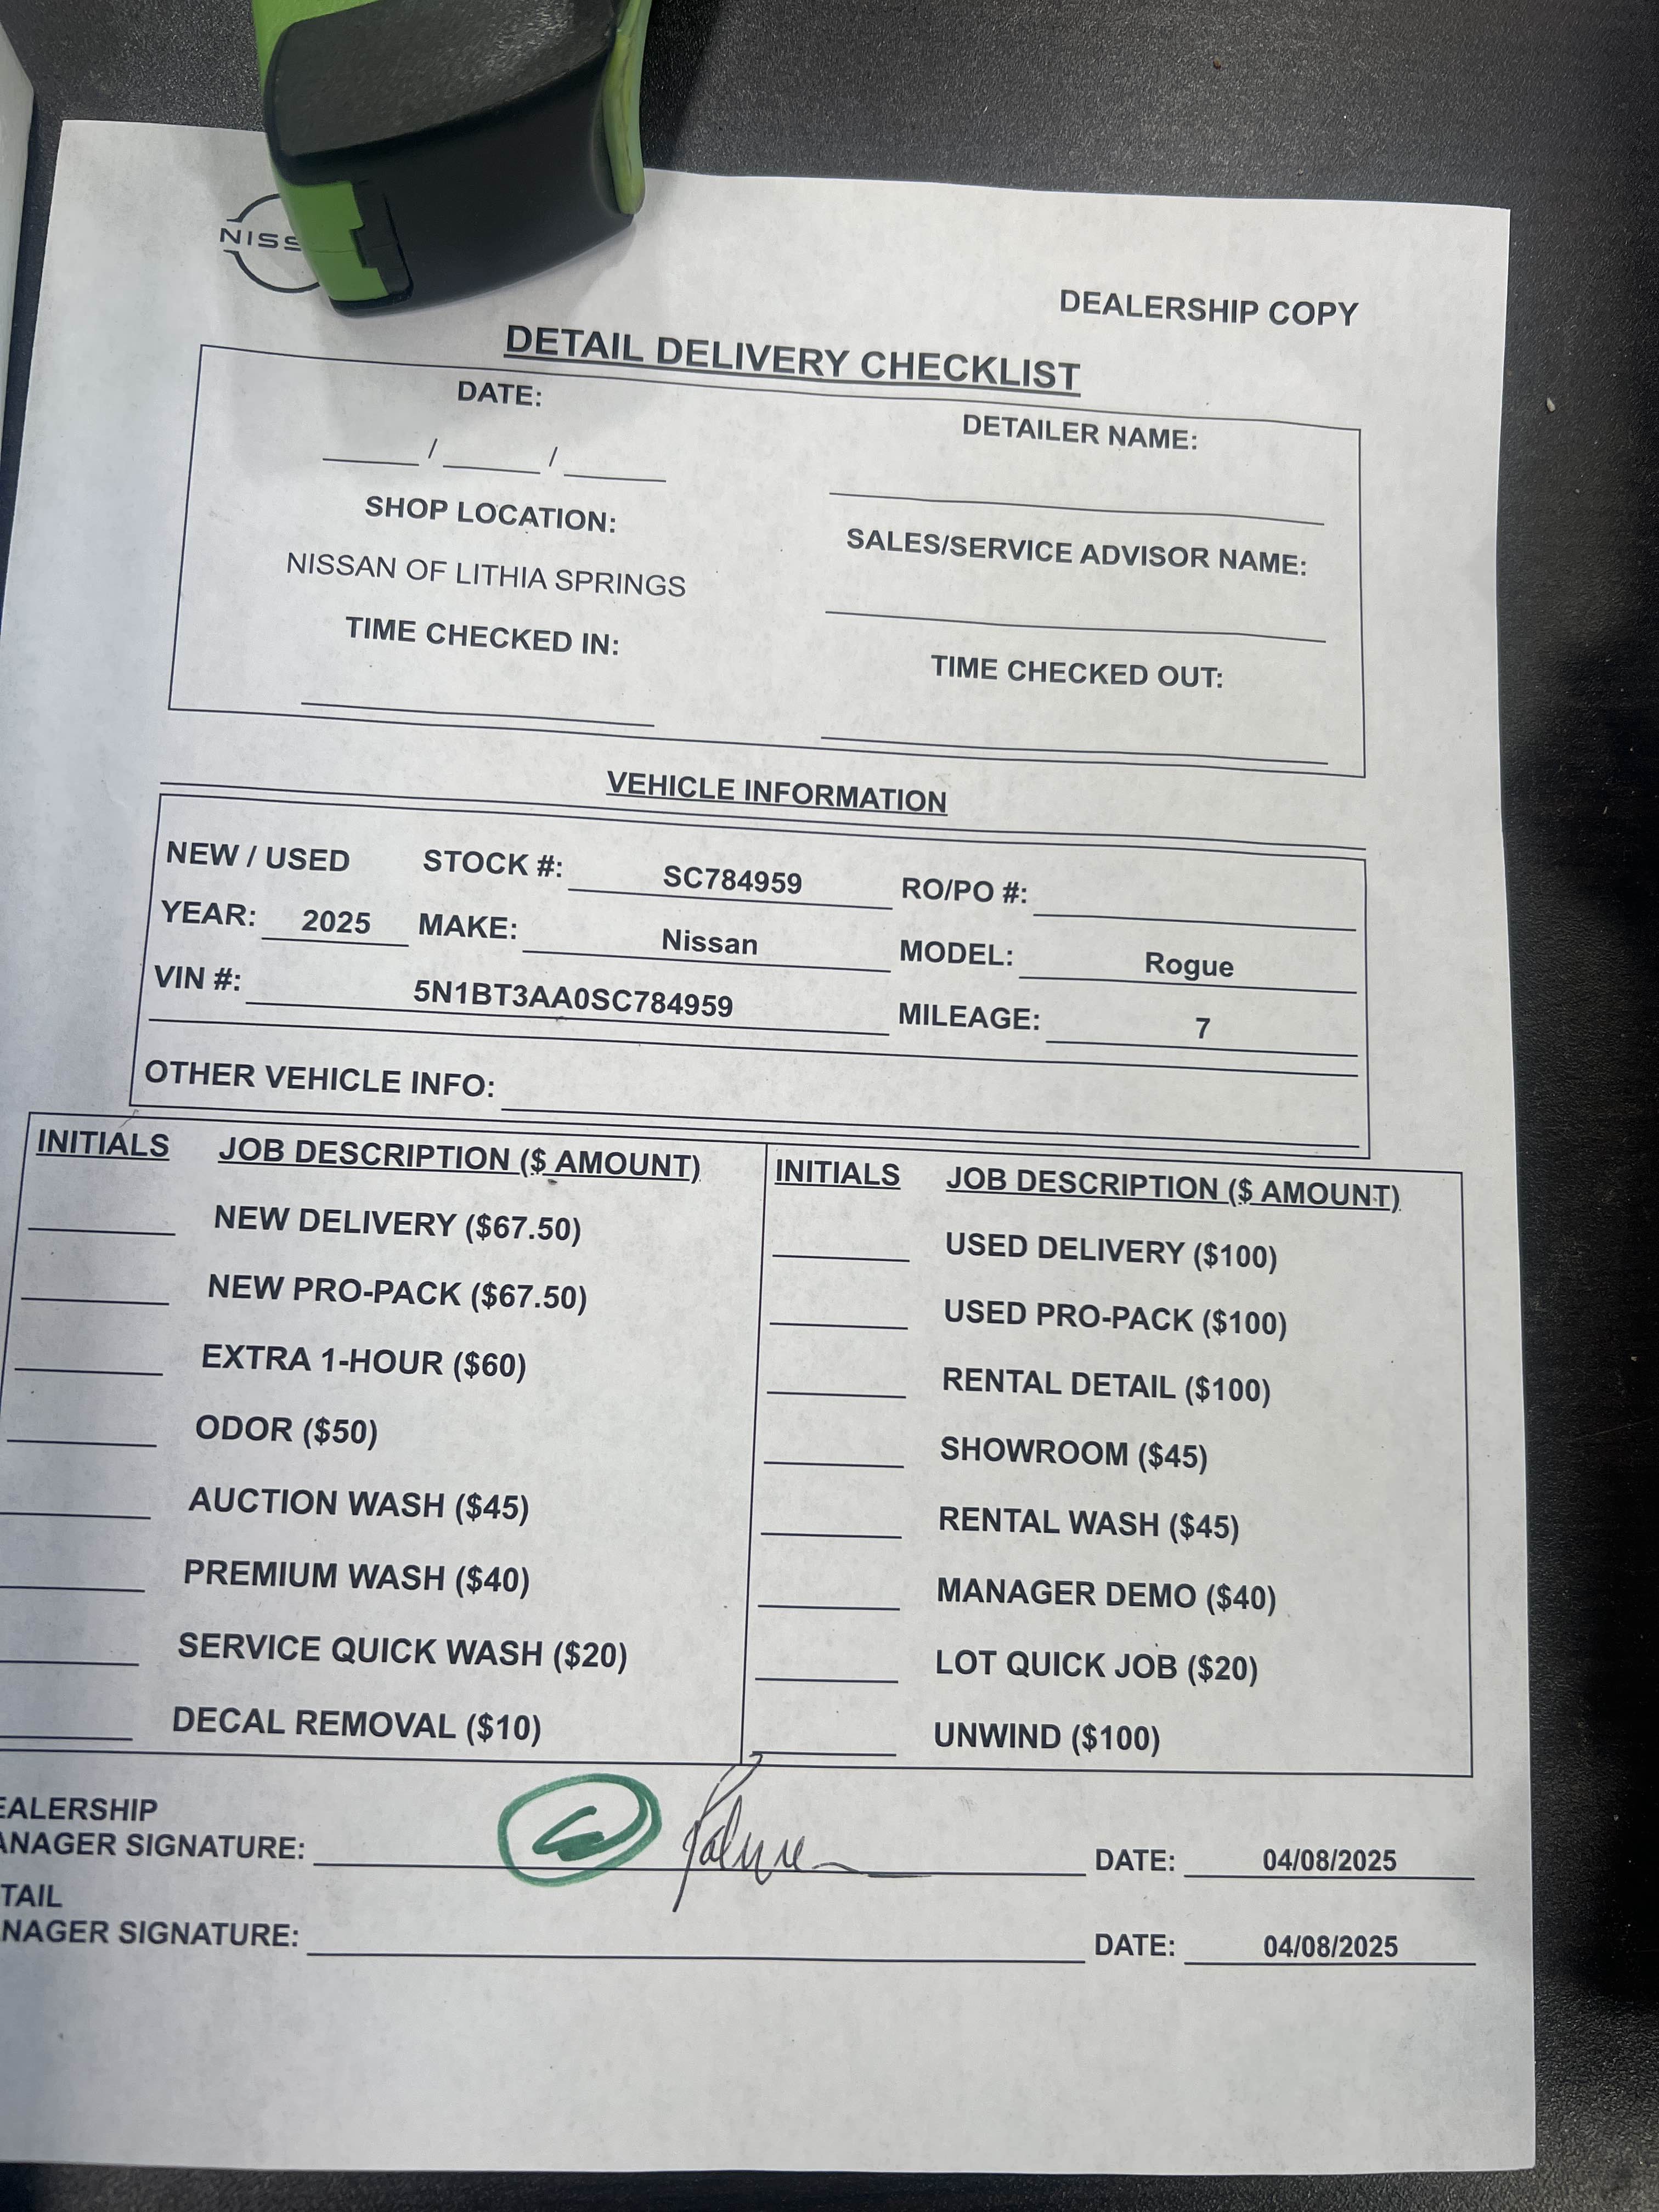 NISS
DEALERSHIP COPY
DETAIL DELIVERY CHECKLIST
DATE:
DETAILER NAME:
___ / ___ / ___
SHOP LOCATION:
SALES/SERVICE ADVISOR NAME:
NISSAN OF LITHIA SPRINGS
TIME CHECKED IN:
TIME CHECKED OUT:
VEHICLE INFORMATION
NEW / USED STOCK #: SC784959 RO/PO #:
YEAR: 2025 MAKE: Nissan MODEL: Rogue
VIN #: 5N1BT3AA0SC784959 MILEAGE: 7
OTHER VEHICLE INFO:
INITIALS JOB DESCRIPTION ($ AMOUNT) INITIALS JOB DESCRIPTION ($ AMOUNT)
NEW DELIVERY ($67.50) USED DELIVERY ($100)
NEW PRO-PACK ($67.50) USED PRO-PACK ($100)
EXTRA 1-HOUR ($60) RENTAL DETAIL ($100)
ODOR ($50) SHOWROOM ($45)
AUCTION WASH ($45) RENTAL WASH ($45)
PREMIUM WASH ($40) MANAGER DEMO ($40)
SERVICE QUICK WASH ($20) LOT QUICK JOB ($20)
DECAL REMOVAL ($10) UNWIND ($100)
EALERSHIP
ANAGER SIGNATURE: DATE: 04/08/2025
TAIL
NAGER SIGNATURE: DATE: 04/08/2025